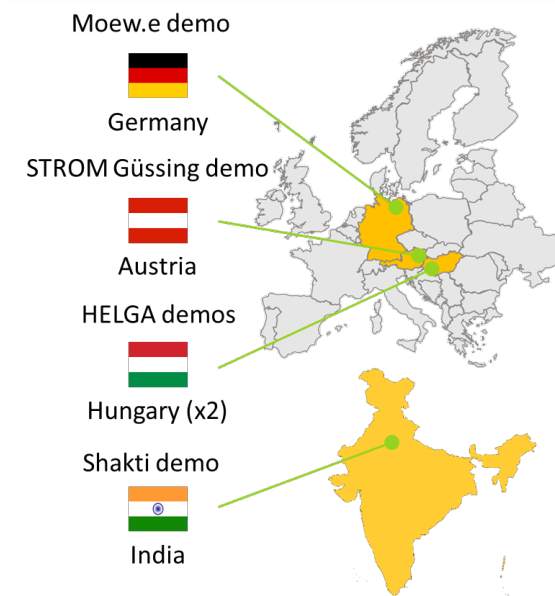 Moew.e demo
Germany
STROM Güssing demo
Austria
HELGA demos
Hungary (x2)
Shakti demo
India